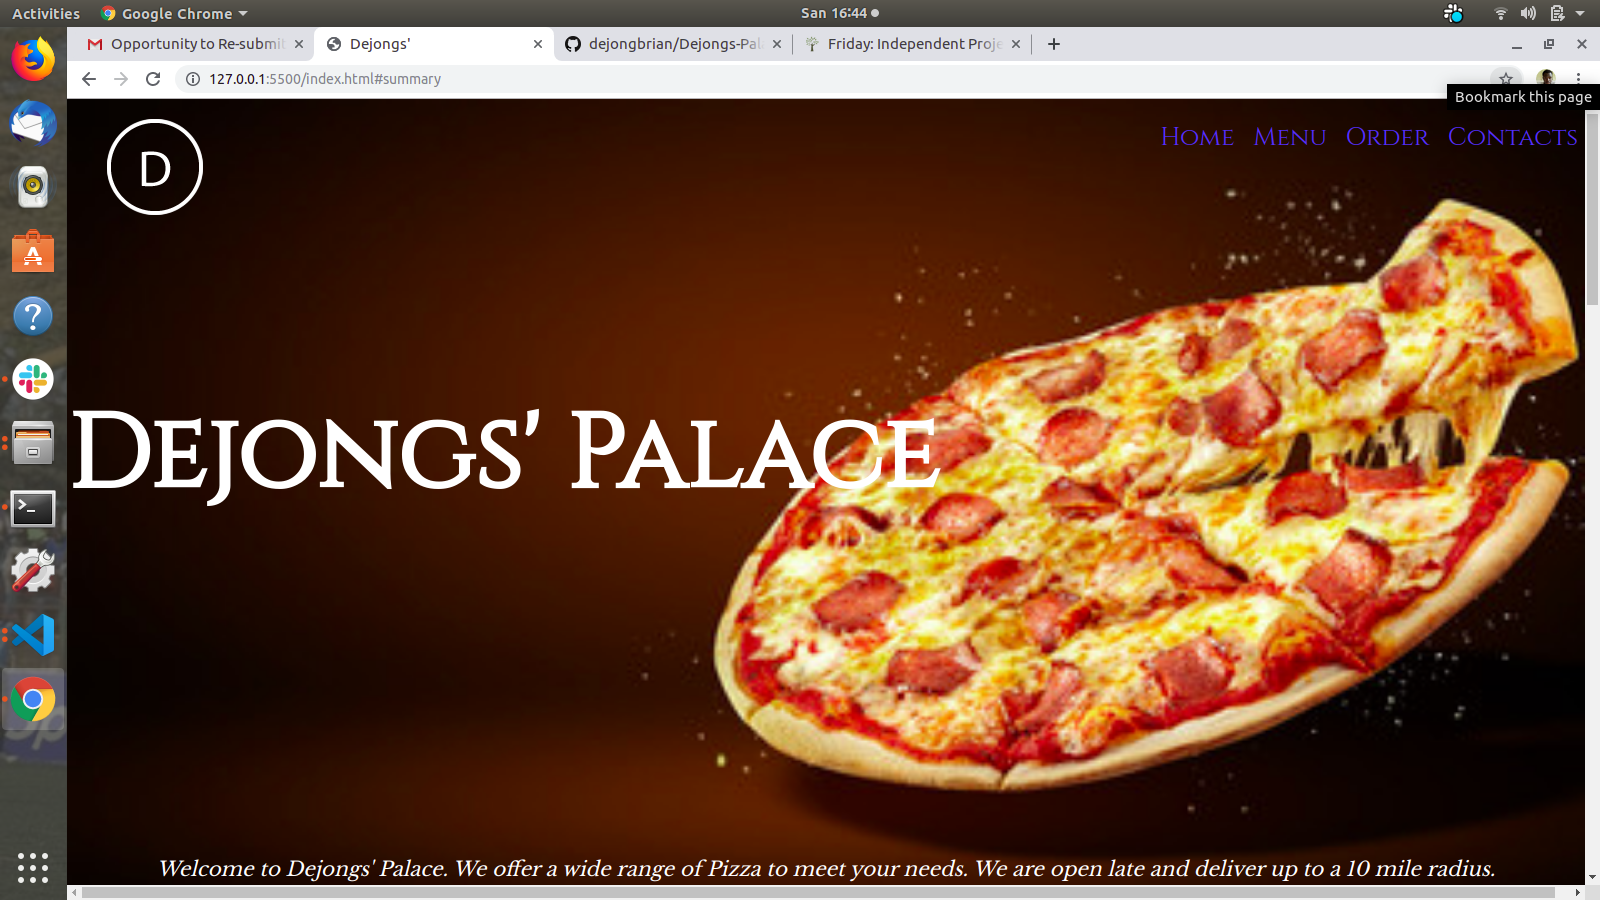 Activities Google Chrome San 16:44
Opportunity to Re-submit Dejongs' dejongbrian/Dejongs-Pal Friday: Independent Proje
127.0.0.1:5500/index.html#summary
Bookmark this page
D
Home Menu Order Contacts
Dejongs' Palace
Welcome to Dejongs' Palace. We offer a wide range of Pizza to meet your needs. We are open late and deliver up to a 10 mile radius.